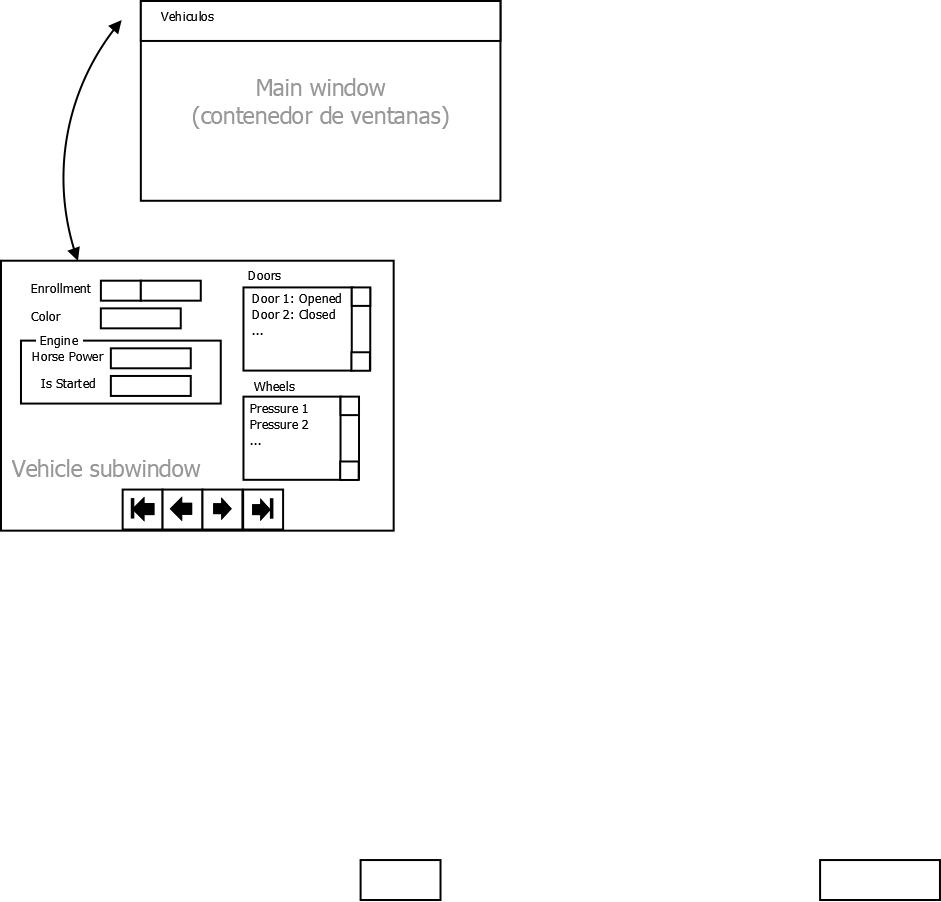 Vehiculos
Main window
(contenedor de ventanas)
Enrollment
Color
Engine
Horse Power
Is Started
Doors
Door 1: Opened
Door 2: Closed
...
Wheels
Pressure 1
Pressure 2
...
Vehicle subwindow